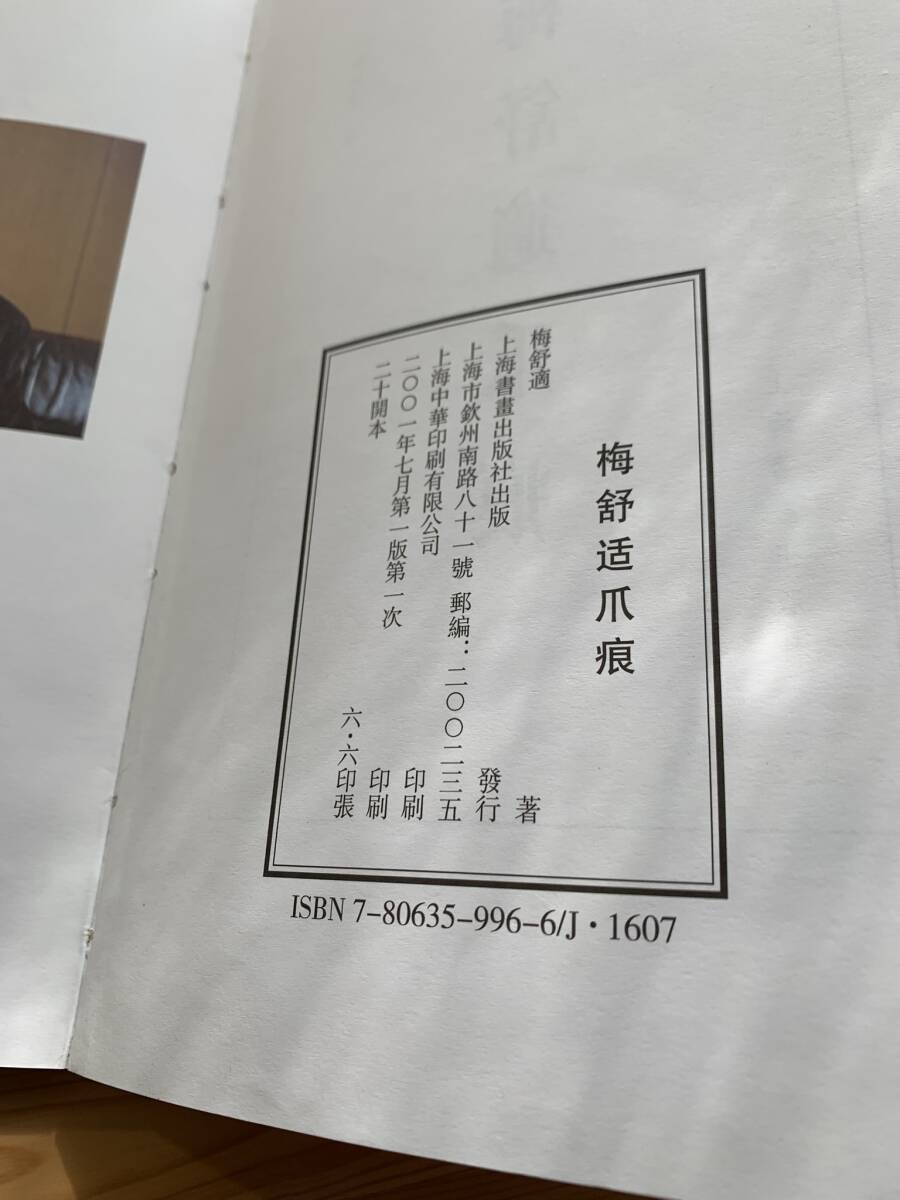 梅舒适爪痕
梅舒適 著
上海書畫出版社出版 發行
上海市欽州南路八十一號 郵編：二〇〇二三五
上海中華印刷有限公司 印刷
二〇〇一年七月第一版第一次 印刷
二十開本 六·六印張
ISBN 7-80635-996-6/J·1607